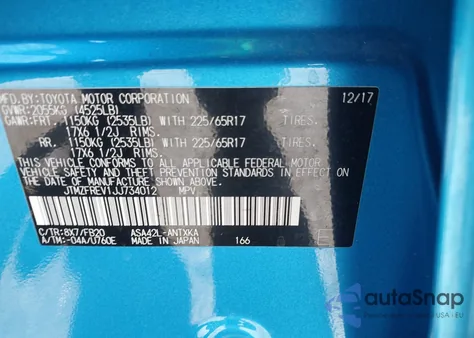 MFD.BY:TOYOTA MOTOR CORPORATION 12/17
GVWR:2055KG (4525LB)
GAWR:FRT. 1150KG (2535LB) WITH 225/65R17 TIRES.
17X6 1/2J RIMS.
RR. 1150KG (2535LB) WITH 225/65R17 TIRES.
17X6 1/2J RIMS.
THIS VEHICLE CONFORMS TO ALL APPLICABLE FEDERAL MOTOR
VEHICLE SAFETY STANDARDS IN EFFECT ON THE
DATE OF MANUFACTURE SHOWN ABOVE.
JTMZFREV1JJ734012 MPV
C/TR:8X7/FB20 ASA42L-ANTXKA
A/TM:-04A/U760E MADE IN JAPAN 166 E
autoSnap